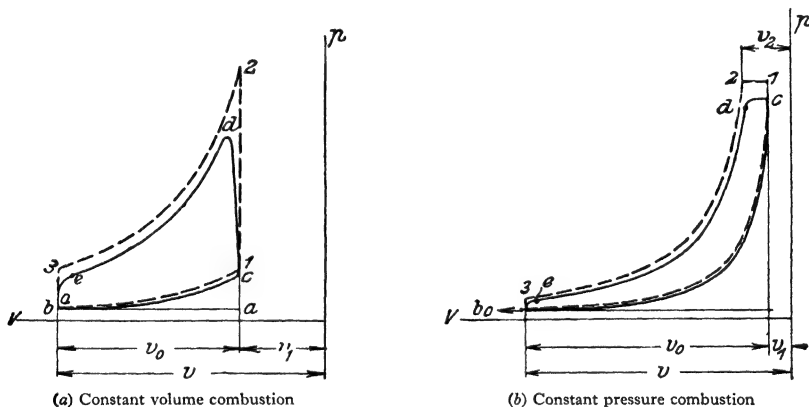 p
2
d
3
e
1
c
a
b
a
V
v₀
v₁
v
(a) Constant volume combustion
p
v₂
2
1
d
c
3
e
V
b₀
v₀
v₁
v
(b) Constant pressure combustion